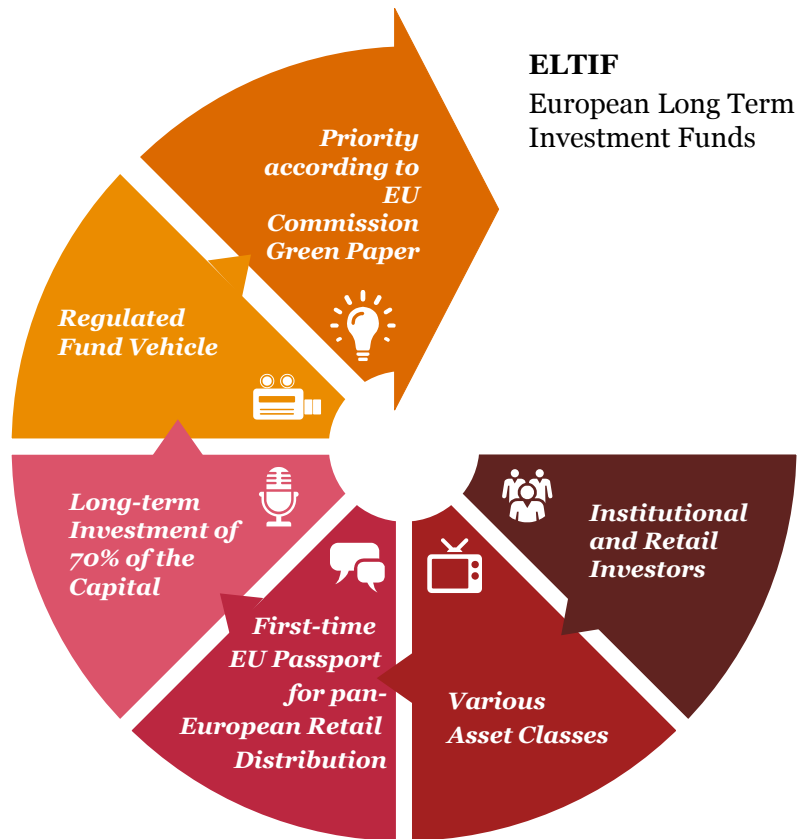 ELTIF
European Long Term
Investment Funds
Priority
according to
EU
Commission
Green Paper
Regulated
Fund Vehicle
Long-term
Investment of
70% of the
Capital
First-time
EU Passport
for pan-
European Retail
Distribution
Various
Asset Classes
Institutional
and Retail
Investors